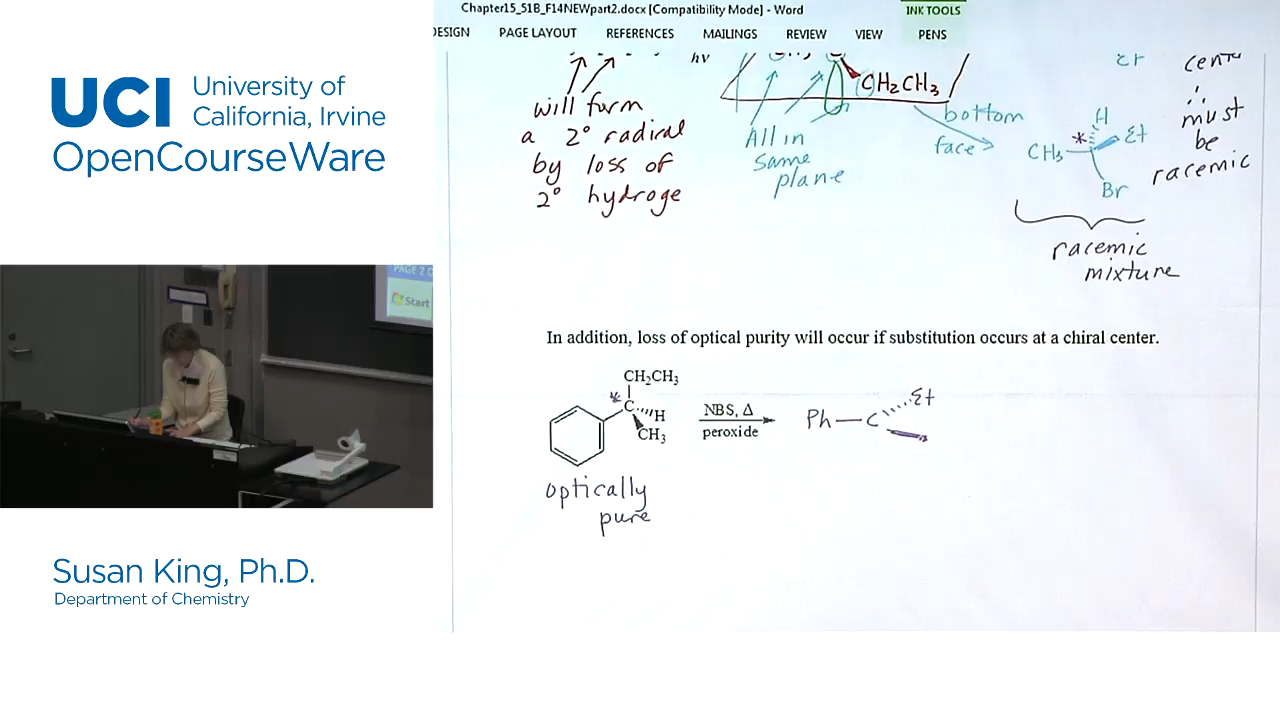 Chapter15_51B_F14NEWpart2.docx [Compatibility Mode] - Word
INK TOOLS
DESIGN PAGE LAYOUT REFERENCES MAILINGS REVIEW VIEW PENS
UCI University of
California, Irvine
OpenCourseWare
hν
CH2CH3
will form
a 2° radical
by loss of
2° hydroge
All in
same
plane
bottom
face
H
* Et
CH3
Br
must
be
racemic
racemic
mixture
PAGE 2 O
Start
In addition, loss of optical purity will occur if substitution occurs at a chiral center.
CH2CH3
*
C H
CH3
NBS, Δ
peroxide
Ph—C Et
optically
pure
Susan King, Ph.D.
Department of Chemistry